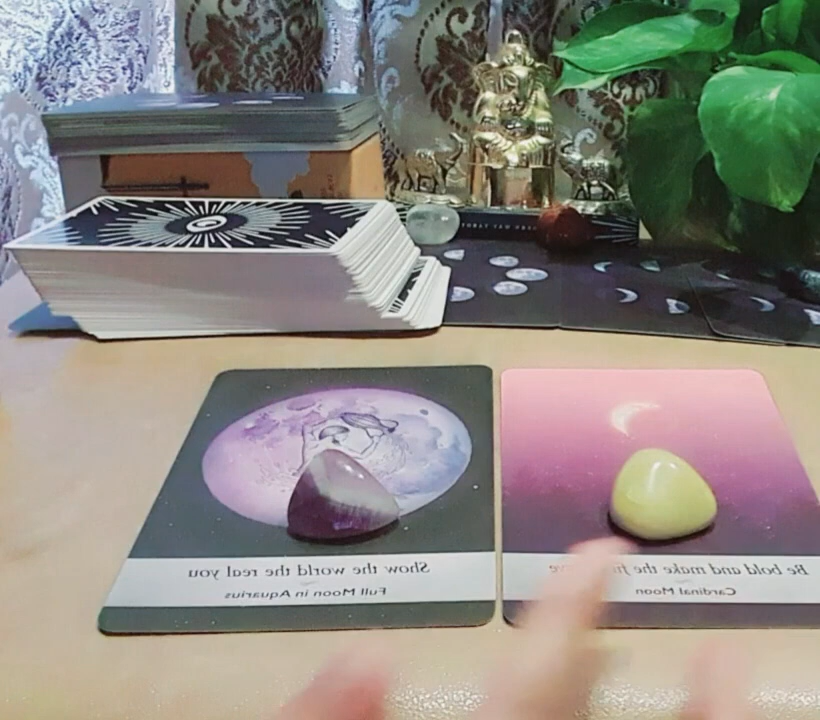 Show the world the real you
Full Moon in Aquarius
Be bold and make the
Cardinal Moon